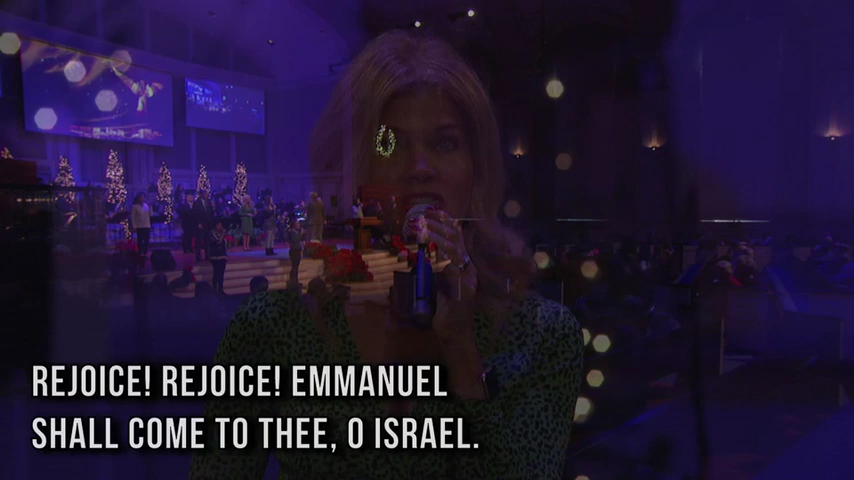 REJOICE! REJOICE! EMMANUEL
SHALL COME TO THEE, O ISRAEL.